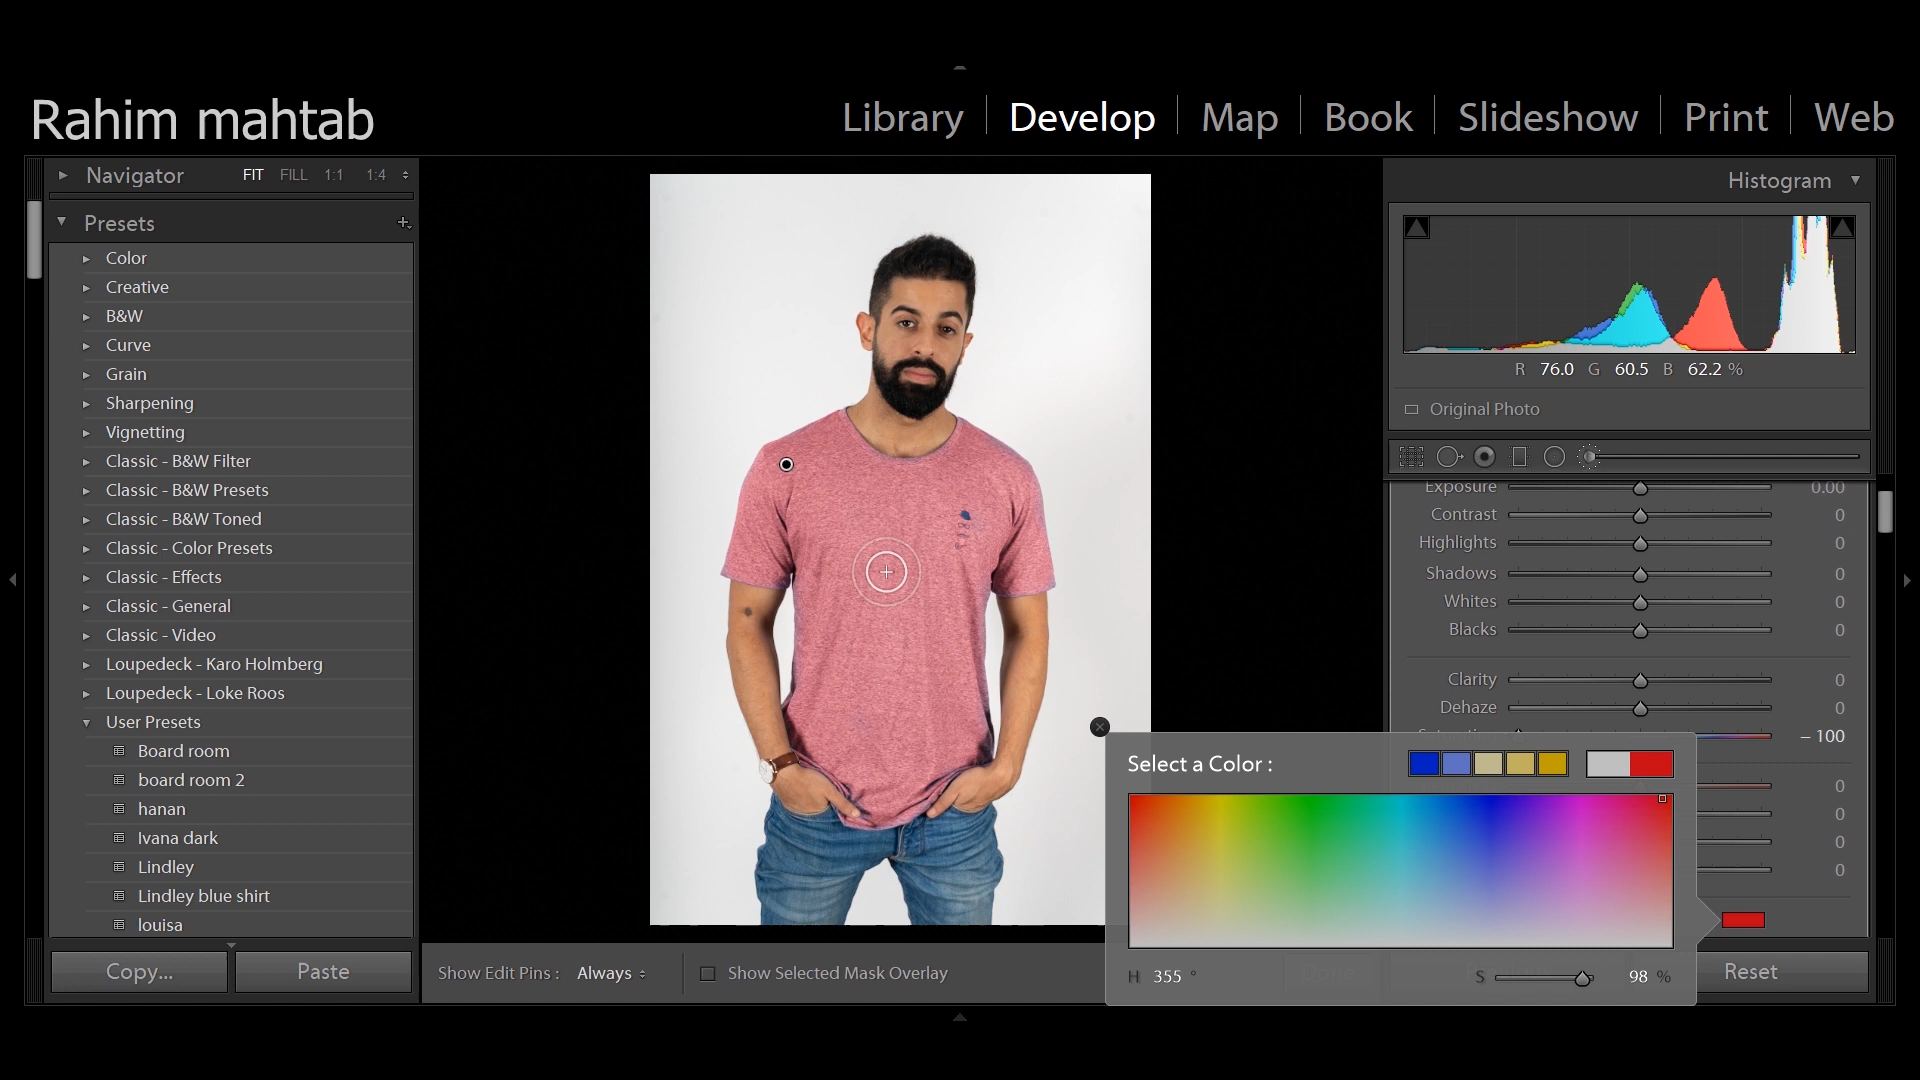 Rahim mahtab
Library Develop Map Book Slideshow Print Web
Navigator FIT FILL 1:1 1:4
Presets
Color
Creative
B&W
Curve
Grain
Sharpening
Vignetting
Classic - B&W Filter
Classic - B&W Presets
Classic - B&W Toned
Classic - Color Presets
Classic - Effects
Classic - General
Classic - Video
Loupedeck - Karo Holmberg
Loupedeck - Loke Roos
User Presets
Board room
board room 2
hanan
Ivana dark
Lindley
Lindley blue shirt
louisa
Copy... Paste
Show Edit Pins : Always
Show Selected Mask Overlay
Histogram
R 76.0 G 60.5 B 62.2 %
Original Photo
Exposure 0.00
Contrast 0
Highlights 0
Shadows 0
Whites 0
Blacks 0
Clarity 0
Dehaze 0
Saturation – 100
0
0
0
0
Select a Color :
H 355 ° S 98 %
Reset